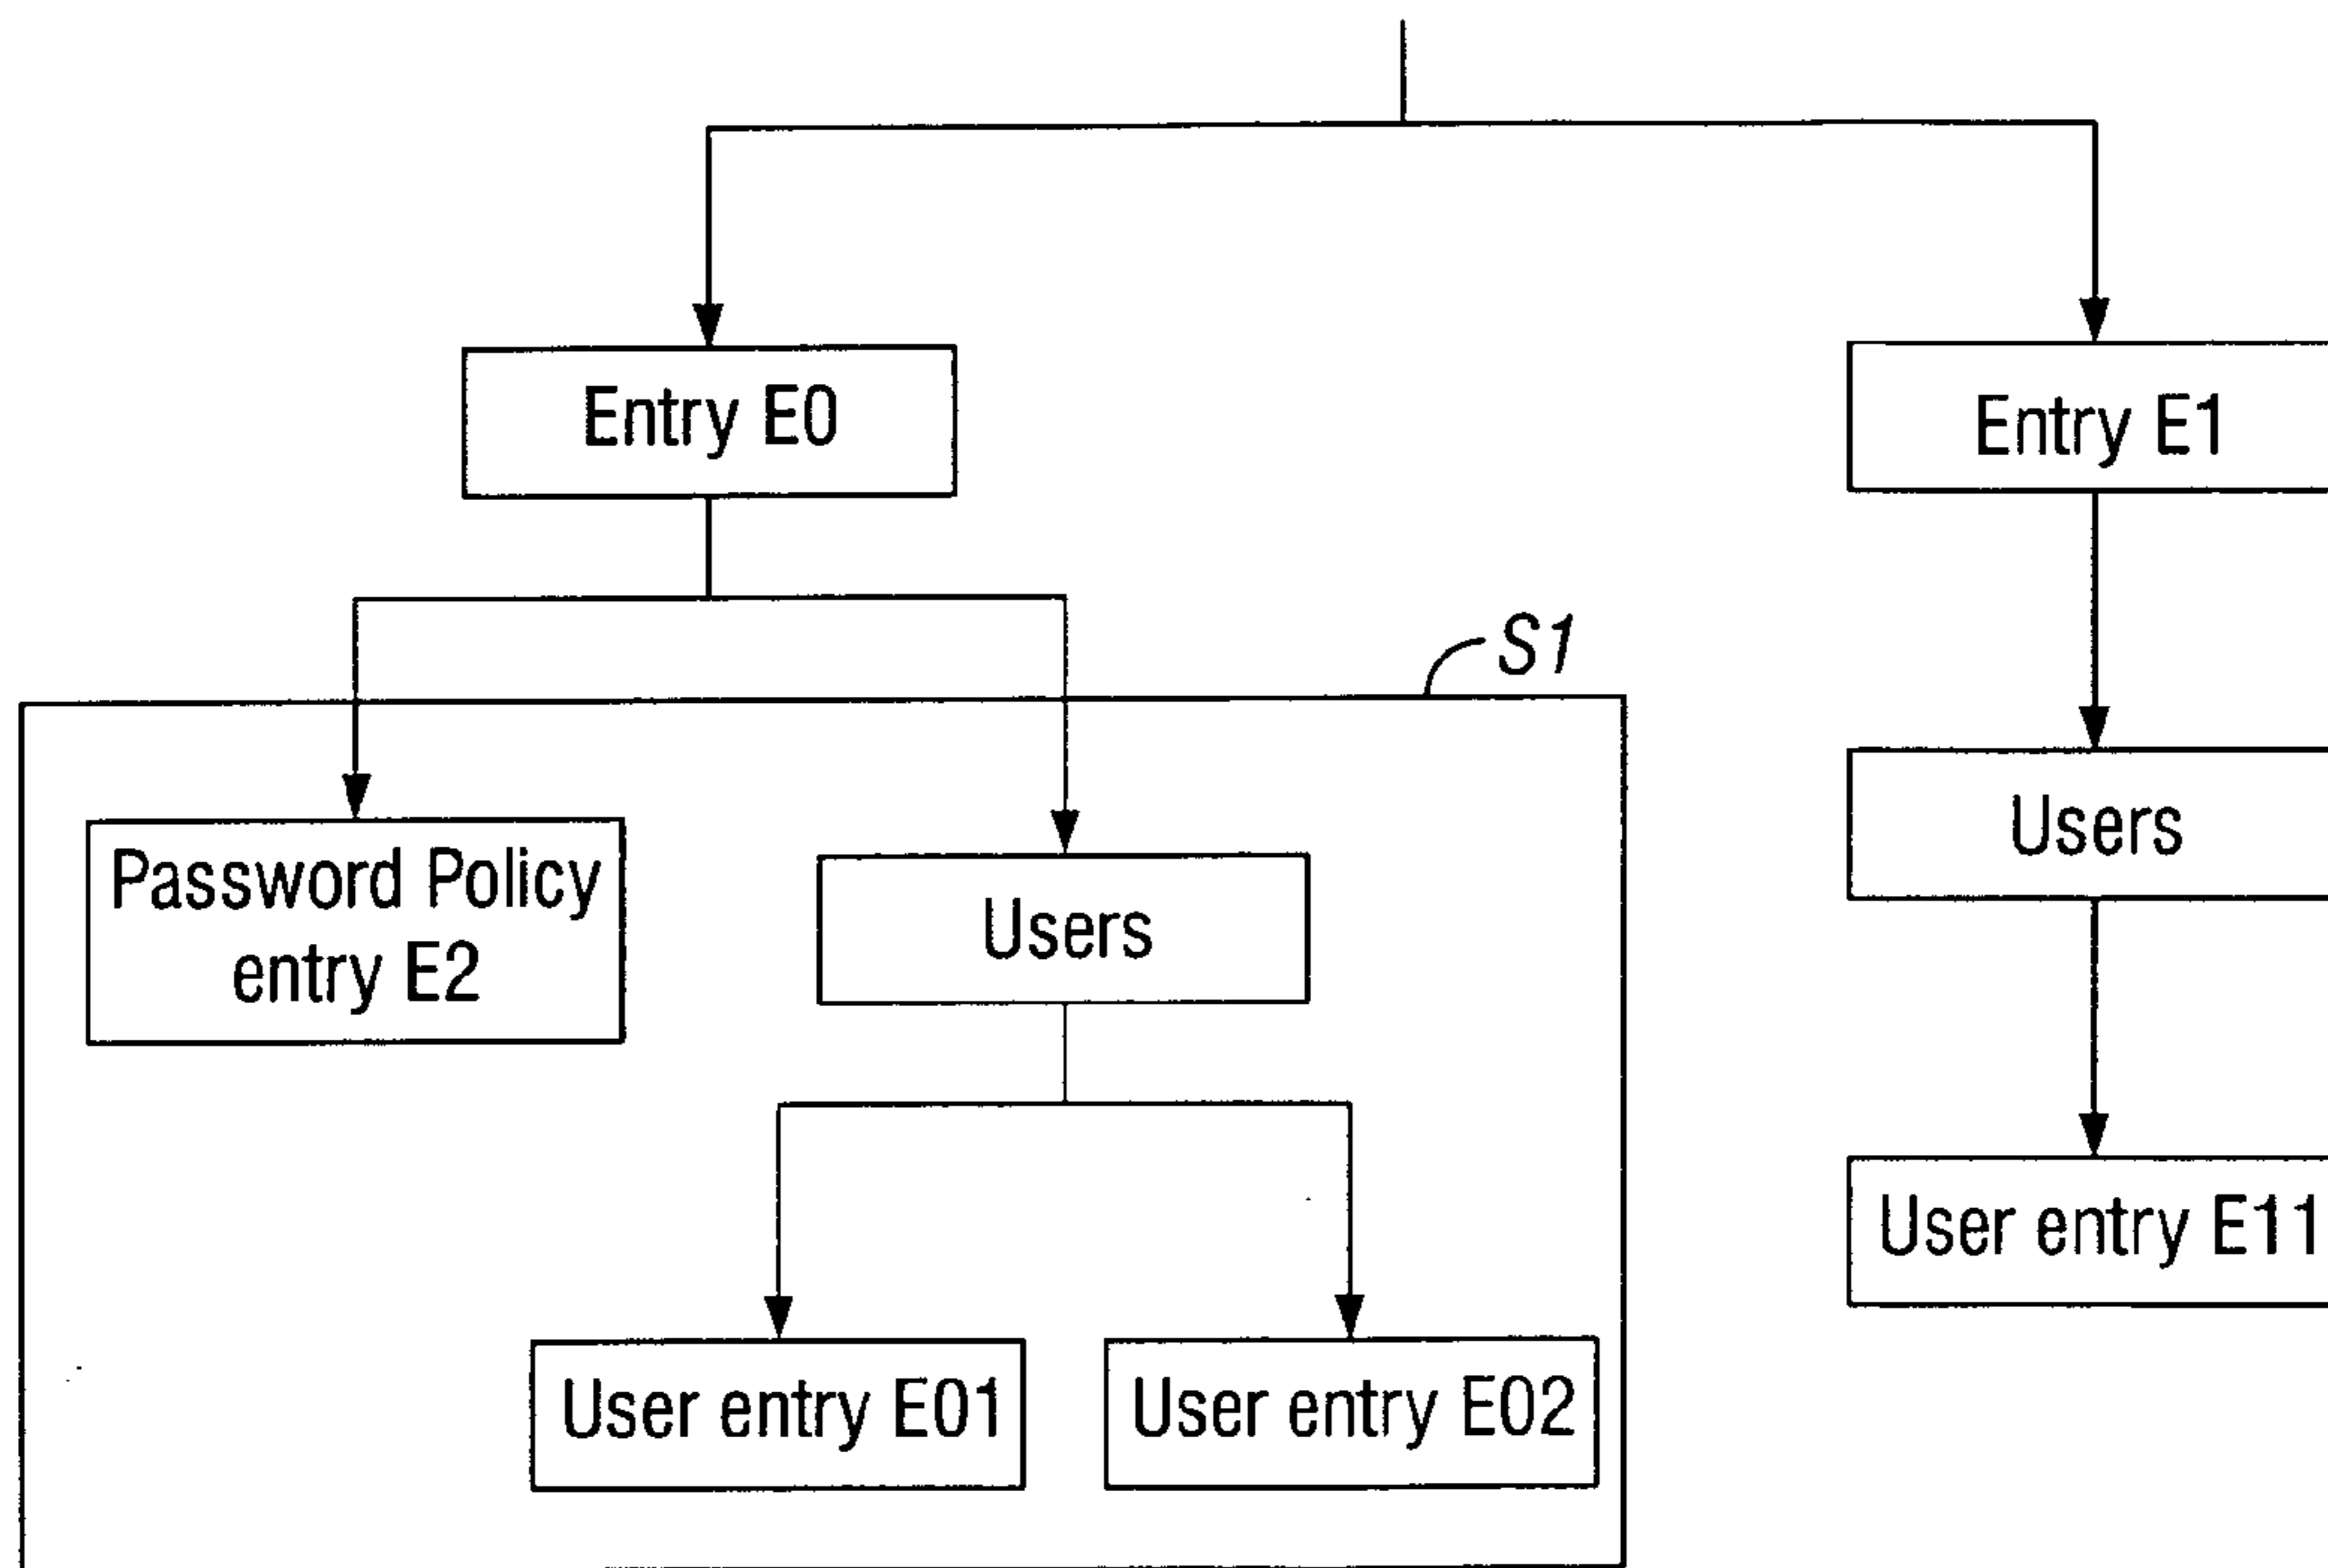 Entry E0
Entry E1
S1
Password Policy
entry E2
Users
Users
User entry E11
User entry E01
User entry E02